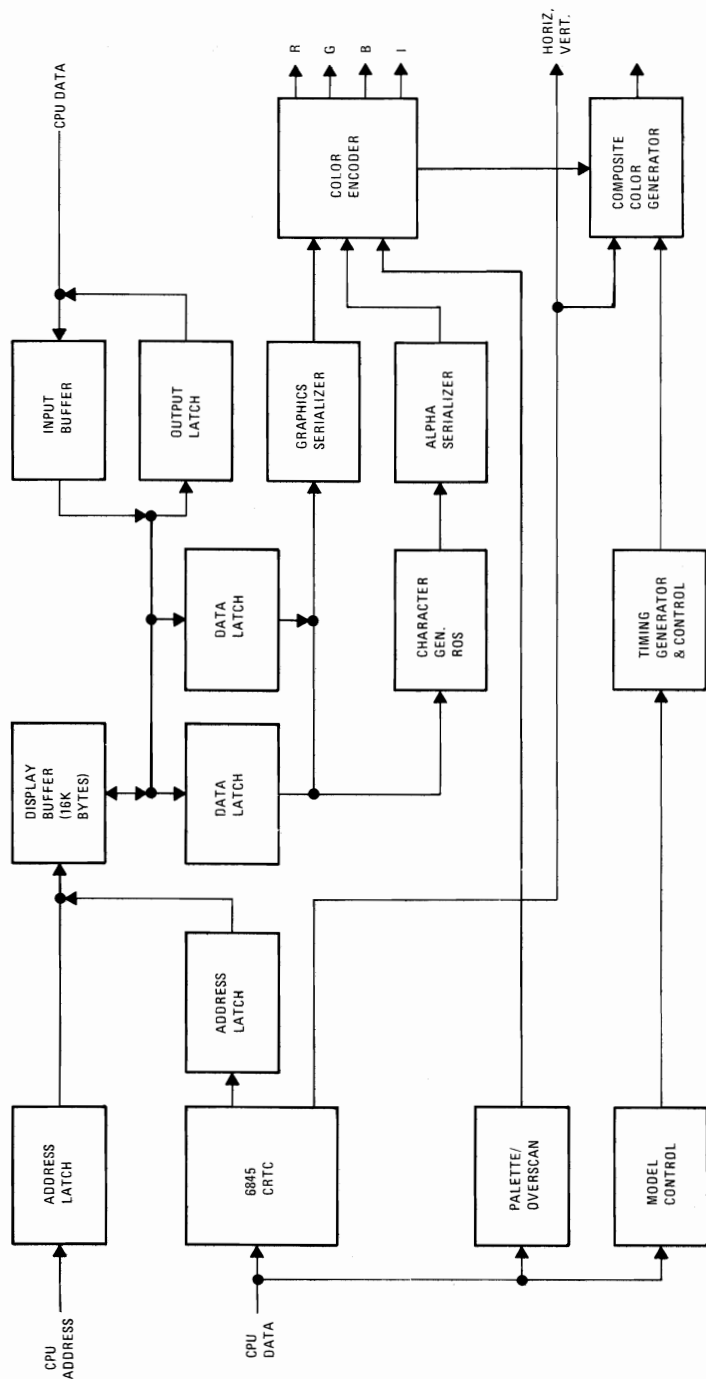 CPU
ADDRESS
ADDRESS
LATCH
DISPLAY
BUFFER
(16K
BYTES)
INPUT
BUFFER
CPU DATA
OUTPUT
LATCH
CPU
DATA
6845
CRTC
ADDRESS
LATCH
DATA
LATCH
DATA
LATCH
GRAPHICS
SERIALIZER
CHARACTER
GEN.
ROS
ALPHA
SERIALIZER
COLOR
ENCODER
R
G
B
I
PALETTE/
OVERSCAN
HORIZ,
VERT.
MODEL
CONTROL
TIMING
GENERATOR
& CONTROL
COMPOSITE
COLOR
GENERATOR